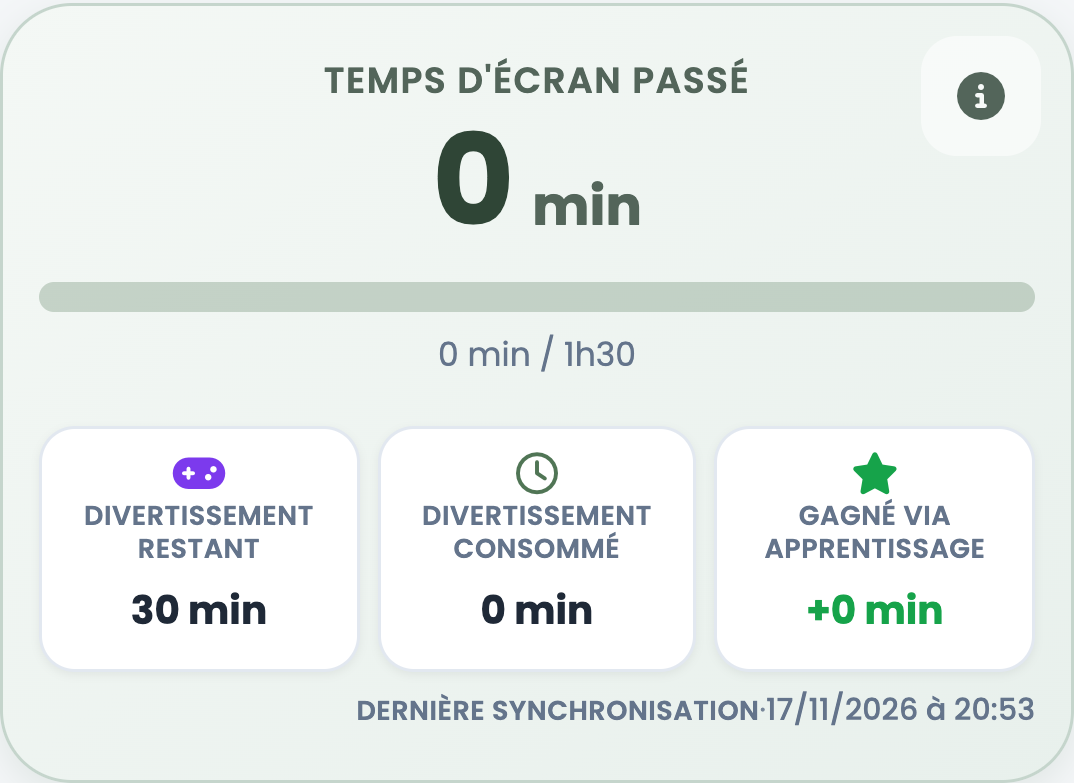 TEMPS D'ÉCRAN PASSÉ
0 min
0 min / 1h30
DIVERTISSEMENT
RESTANT
30 min
DIVERTISSEMENT
CONSOMMÉ
0 min
GAGNÉ VIA
APPRENTISSAGE
+0 min
DERNIÈRE SYNCHRONISATION·17/11/2026 à 20:53